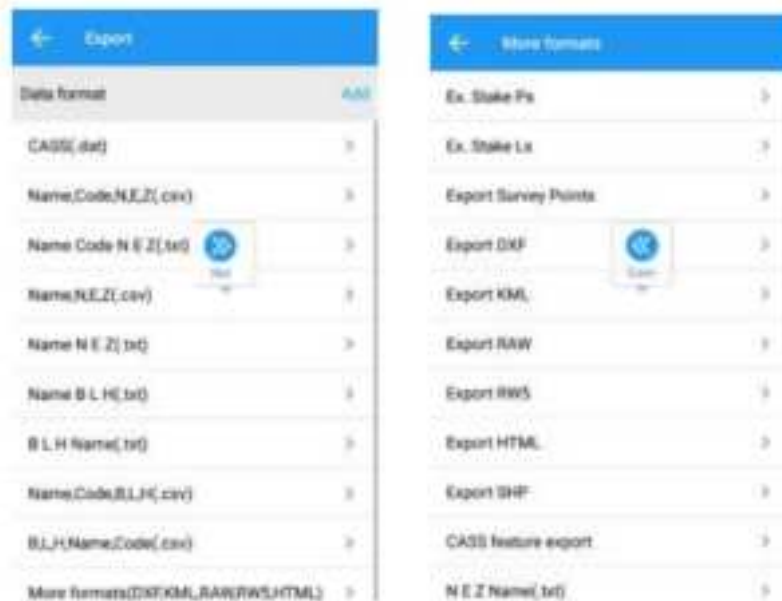 Export
Data format Add
CASS(.dat)
Name,Code,N,E,Z(.csv)
Name Code N E Z(.txt)
Name,N,E,Z(.csv)
Name N E Z(.txt)
Name B L H(.txt)
B L H Name(.txt)
Name,Code,B,L,H(.csv)
B,L,H,Name,Code(.csv)
More formats(DXF,KML,RAW,RW5,HTML)
More formats
Ex. Stake Ps
Ex. Stake Ls
Export Survey Points
Export DXF
Export KML
Export RAW
Export RW5
Export HTML
Export SHP
CASS feature export
N E Z Name(.txt)